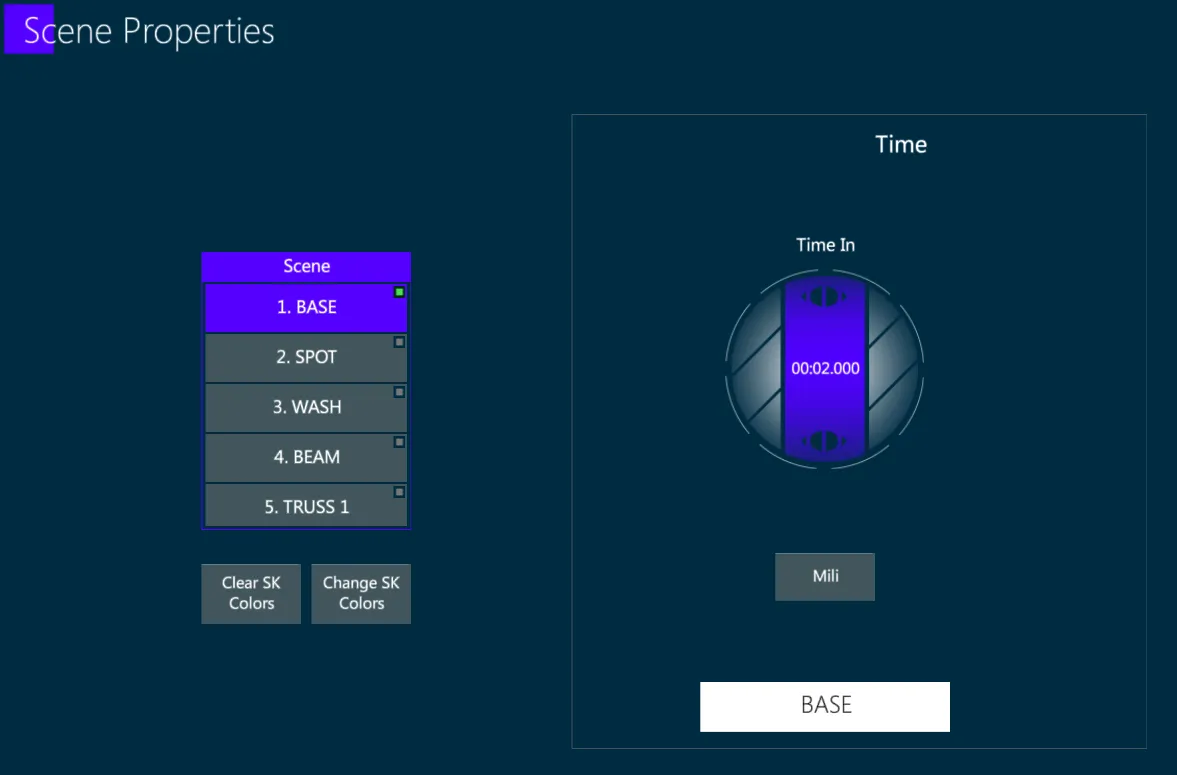 Scene Properties
Time
Time In
Scene
1. BASE
2. SPOT
3. WASH
4. BEAM
5. TRUSS 1
00:02.000
Clear SK
Colors
Change SK
Colors
Mili
BASE